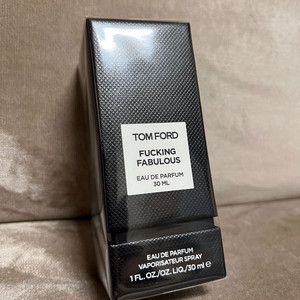 TOM FORD
FUCKING
FABULOUS
EAU DE PARFUM
30 ML
EAU DE PARFUM
VAPORISATEUR SPRAY
1 FL. OZ./OZ. LIQ./30 ml ℮